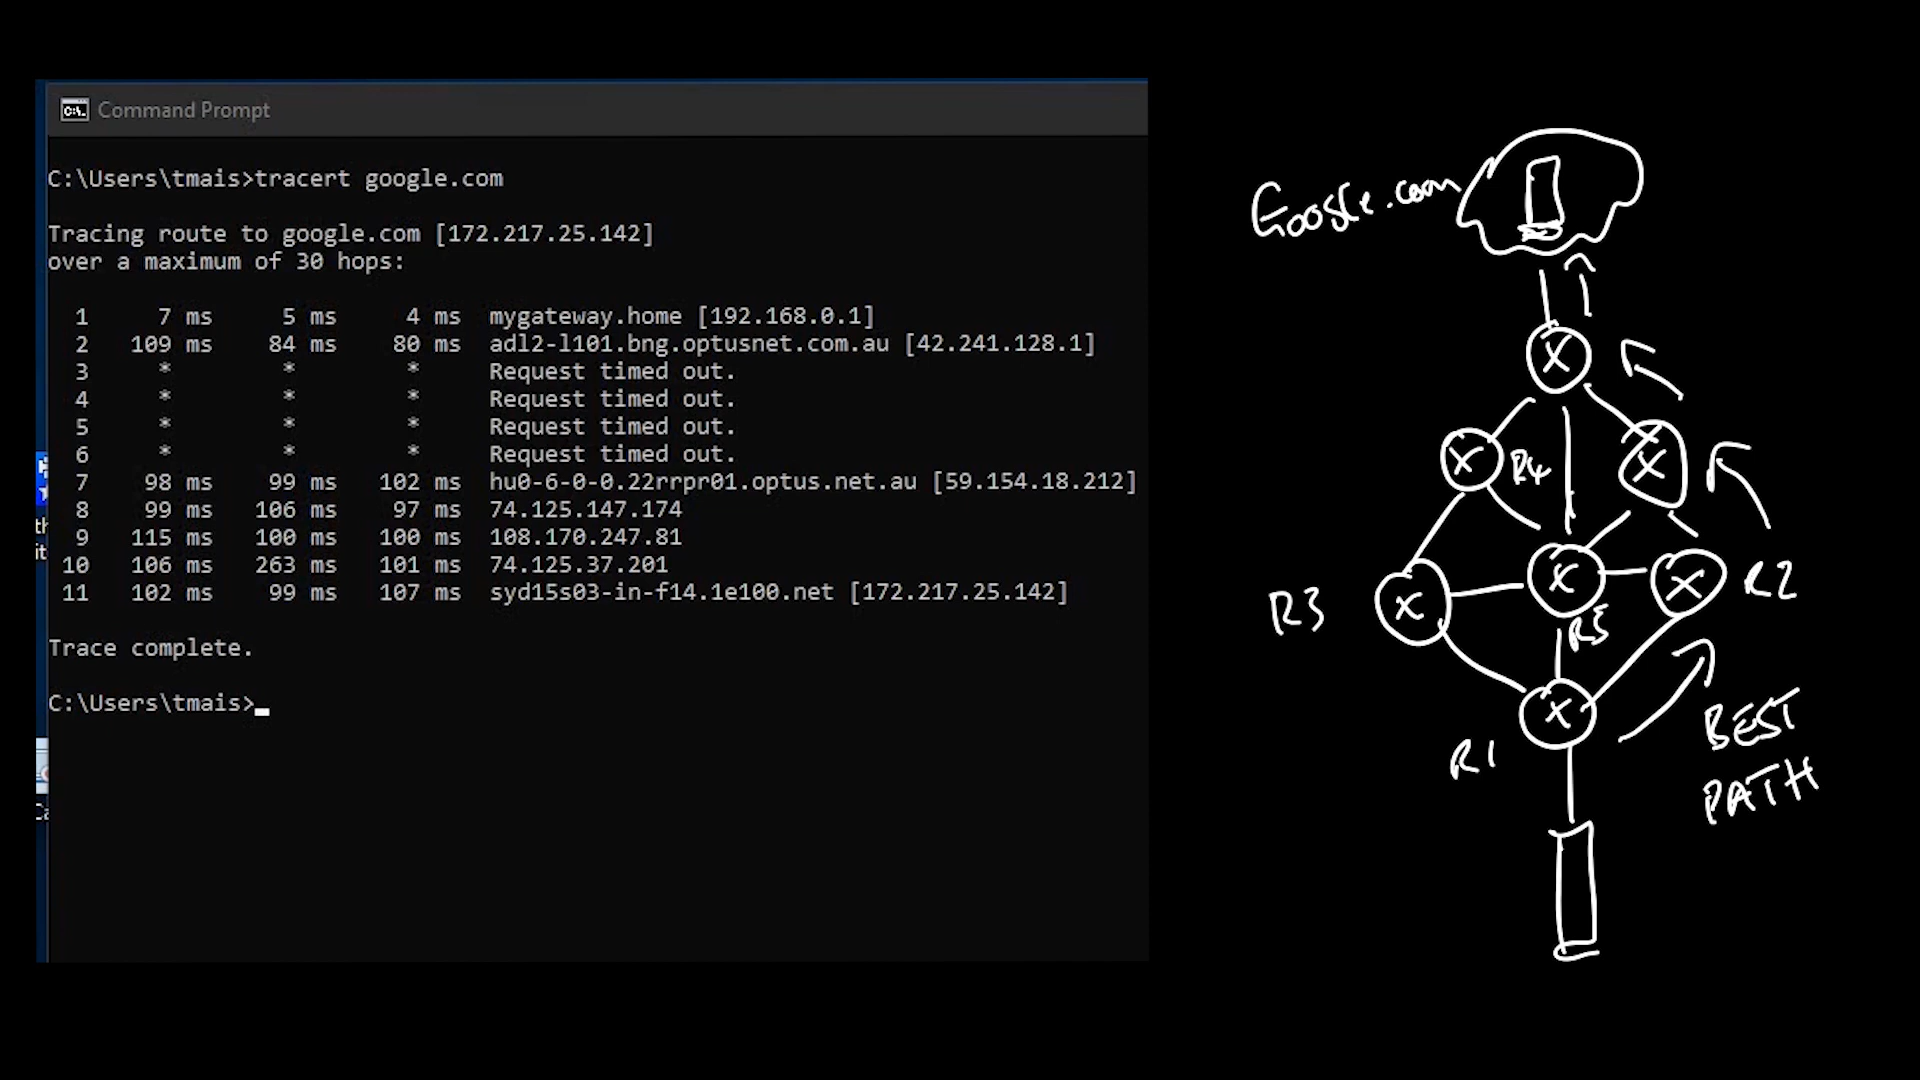 Command Prompt
C:\Users\tmais>tracert google.com
Tracing route to google.com [172.217.25.142]
over a maximum of 30 hops:
1 7 ms 5 ms 4 ms mygateway.home [192.168.0.1]
2 109 ms 84 ms 80 ms adl2-l101.bng.optusnet.com.au [42.241.128.1]
3 * * * Request timed out.
4 * * * Request timed out.
5 * * * Request timed out.
6 * * * Request timed out.
7 98 ms 99 ms 102 ms hu0-6-0-0.22rrpr01.optus.net.au [59.154.18.212]
8 99 ms 106 ms 97 ms 74.125.147.174
9 115 ms 100 ms 100 ms 108.170.247.81
10 106 ms 263 ms 101 ms 74.125.37.201
11 102 ms 99 ms 107 ms syd15s03-in-f14.1e100.net [172.217.25.142]
Trace complete.
C:\Users\tmais>
Google.com
X
X
R4
X
R3
X
X
R5
X
R2
R1
X
BEST
PATH